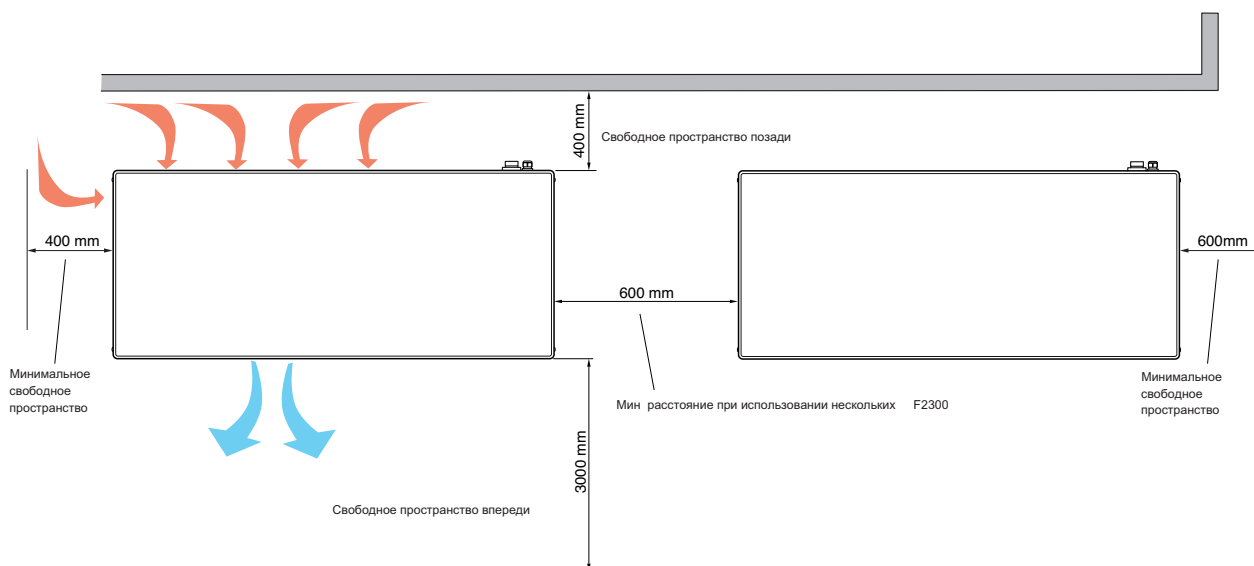 400 mm
Свободное пространство позади
400 mm
600mm
600 mm
Минимальное
свободное
пространство
Минимальное
свободное
пространство
Мин расстояние при использовании нескольких F2300
3000 mm
Свободное пространство впереди